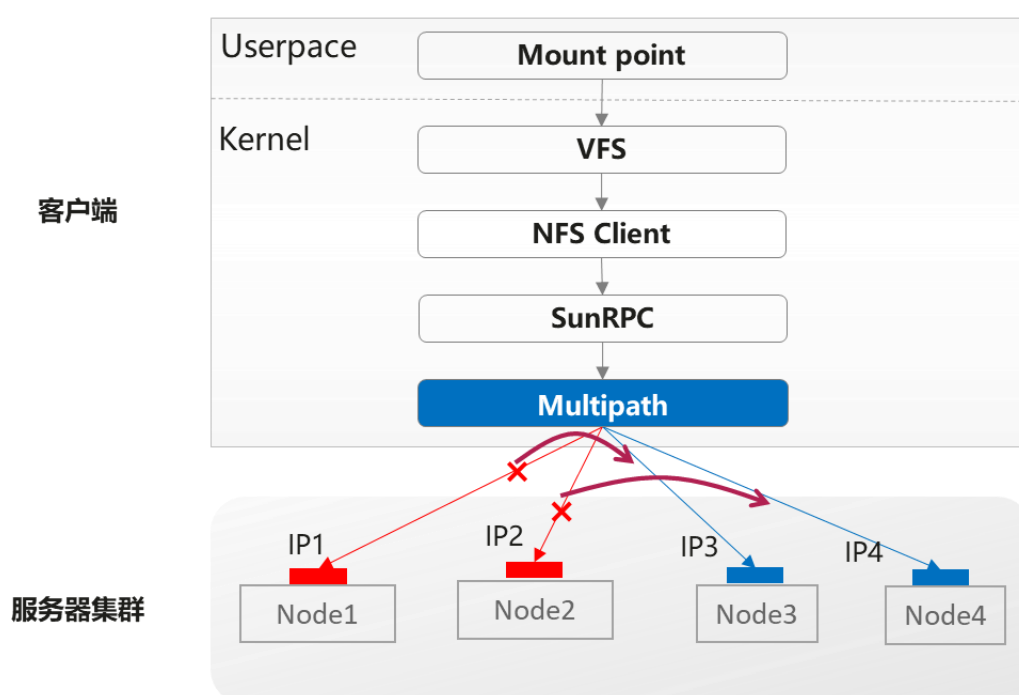 Userpace
Mount point
Kernel
VFS
客户端
NFS Client
SunRPC
Multipath
IP1
IP2
IP3
IP4
服务器集群
Node1
Node2
Node3
Node4